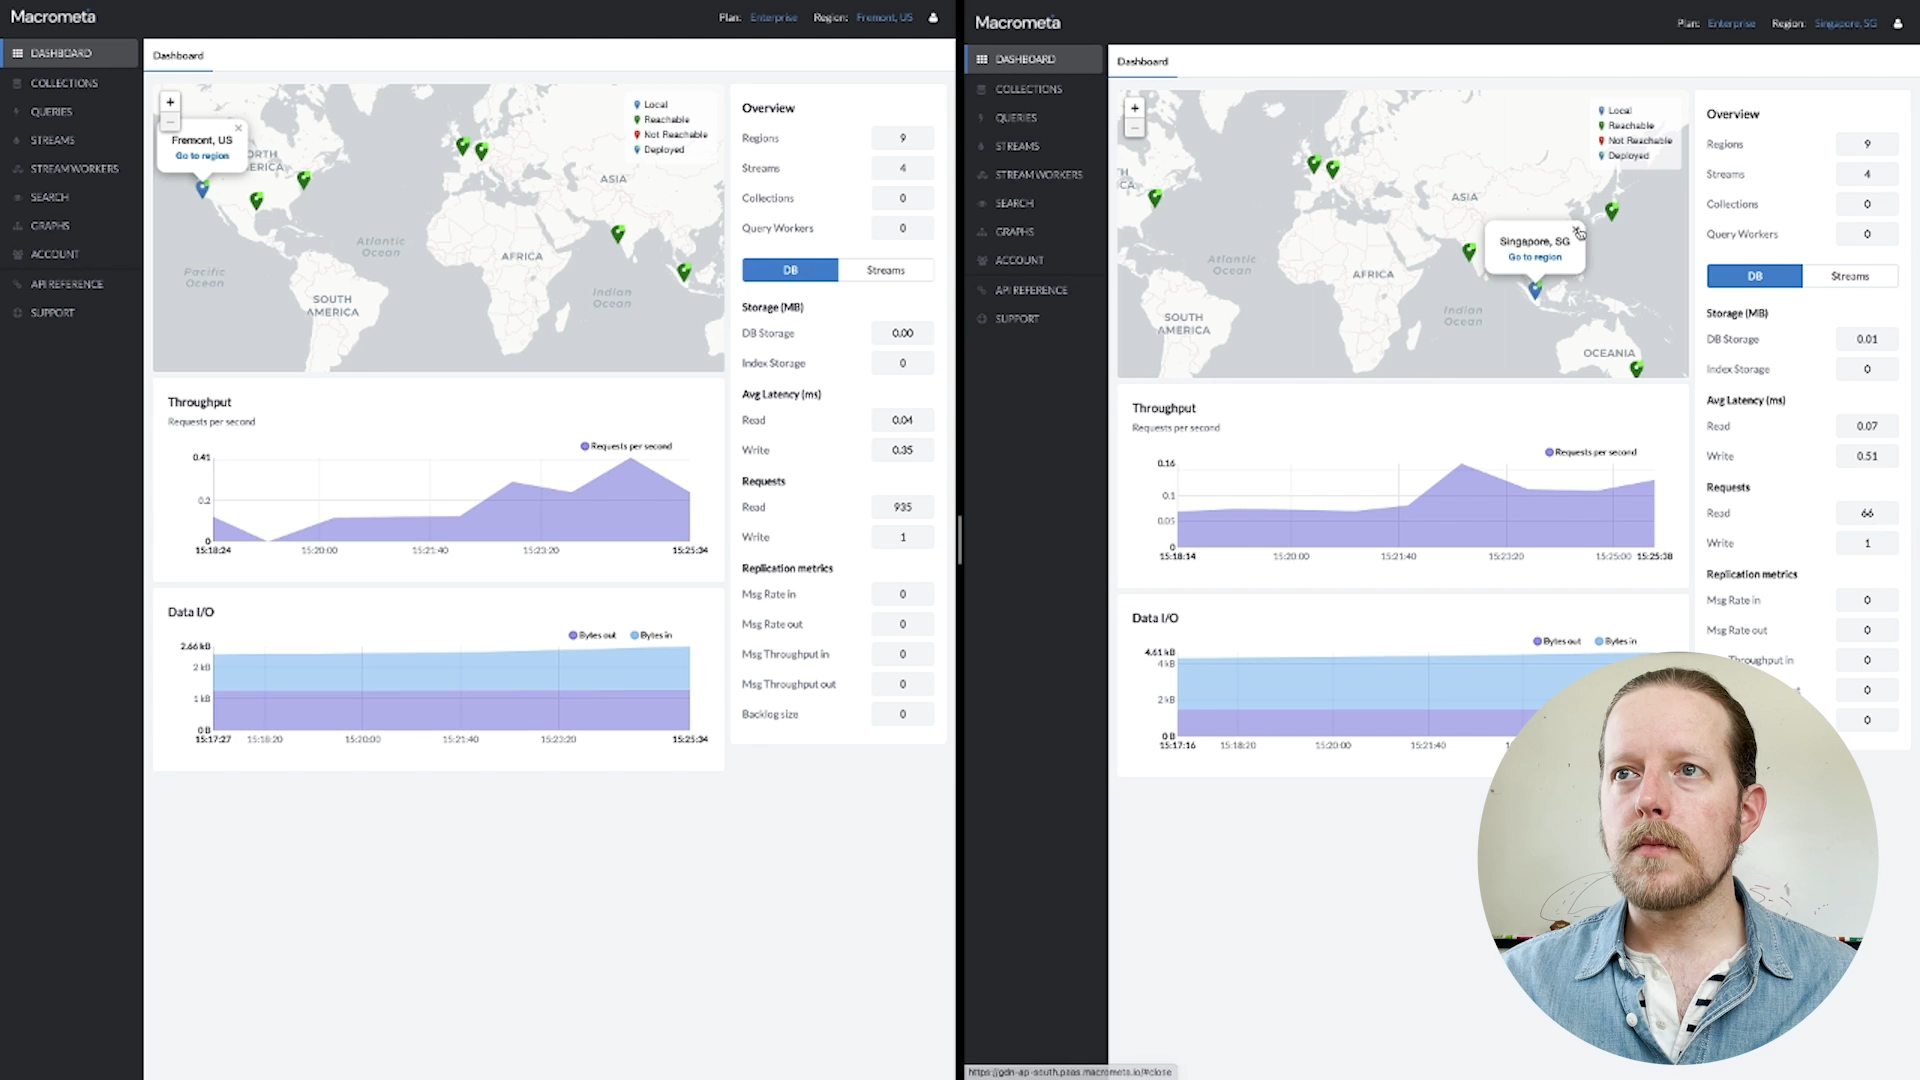 Macrometa
Plan: Enterprise Region: Fremont, US
DASHBOARD
COLLECTIONS
QUERIES
STREAMS
STREAM WORKERS
SEARCH
GRAPHS
ACCOUNT
API REFERENCE
SUPPORT
Dashboard
+
−
Fremont, US
Go to region
ORTH
ERICA
Local
Reachable
Not Reachable
Deployed
ASIA
Atlantic
Ocean
AFRICA
Pacific
Ocean
SOUTH
AMERICA
Indian
Ocean
Overview
Regions 9
Streams 4
Collections 0
Query Workers 0
DB Streams
Storage (MB)
DB Storage 0.00
Index Storage 0
Avg Latency (ms)
Read 0.04
Write 0.35
Requests
Read 935
Write 1
Replication metrics
Msg Rate in 0
Msg Rate out 0
Msg Throughput in 0
Msg Throughput out 0
Backlog size 0
Throughput
Requests per second
Requests per second
0.41
0.2
0
15:18:24 15:20:00 15:21:40 15:23:20 15:25:34
Data I/O
Bytes out Bytes in
2.66 kB
2 kB
1 kB
0 B
15:17:27 15:18:20 15:20:00 15:21:40 15:23:20 15:25:34
Macrometa
Plan: Enterprise Region: Singapore, SG
DASHBOARD
COLLECTIONS
QUERIES
STREAMS
STREAM WORKERS
SEARCH
GRAPHS
ACCOUNT
API REFERENCE
SUPPORT
Dashboard
+
−
Local
Reachable
Not Reachable
Deployed
TH
CA
ASIA
Singapore, SG
Go to region
Atlantic
Ocean
AFRICA
SOUTH
AMERICA
Indian
Ocean
OCEANIA
Overview
Regions 9
Streams 4
Collections 0
Query Workers 0
DB Streams
Storage (MB)
DB Storage 0.01
Index Storage 0
Avg Latency (ms)
Read 0.07
Write 0.51
Requests
Read 66
Write 1
Replication metrics
Msg Rate in 0
Msg Rate out 0
Throughput in 0
t 0
0
Throughput
Requests per second
Requests per second
0.16
0.1
0.05
0
15:18:14 15:20:00 15:21:40 15:23:20 15:25:00 15:25:38
Data I/O
Bytes out Bytes in
4.61 kB
4 kB
2 kB
0 B
15:17:16 15:18:20 15:20:00 15:21:40
https://gdn-ap-south.paas.macrometa.io/#close